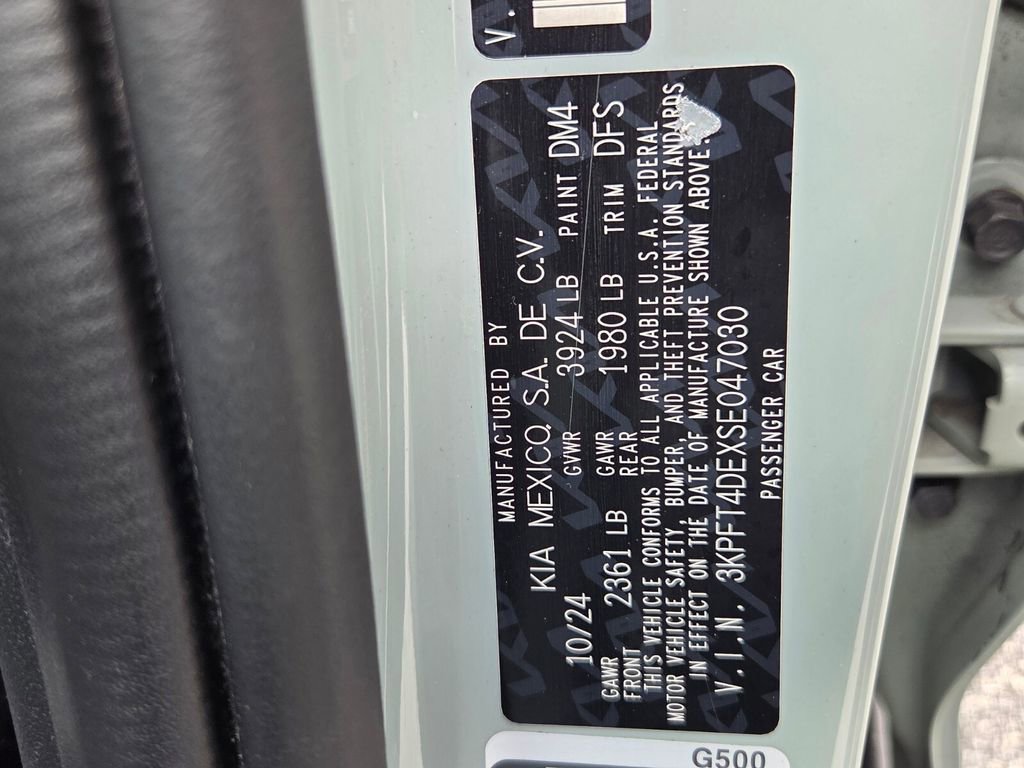 V.
MANUFACTURED BY
KIA MEXICO, S.A. DE C.V.
10/24 GVWR 3924 LB PAINT DM4
GAWR FRONT 2361 LB GAWR REAR 1980 LB TRIM DFS
THIS VEHICLE CONFORMS TO ALL APPLICABLE U.S.A. FEDERAL
MOTOR VEHICLE SAFETY, BUMPER, AND THEFT PREVENTION STANDARDS
IN EFFECT ON THE DATE OF MANUFACTURE SHOWN ABOVE.
V.I.N. 3KPFT4DEXSE047030
PASSENGER CAR
G500